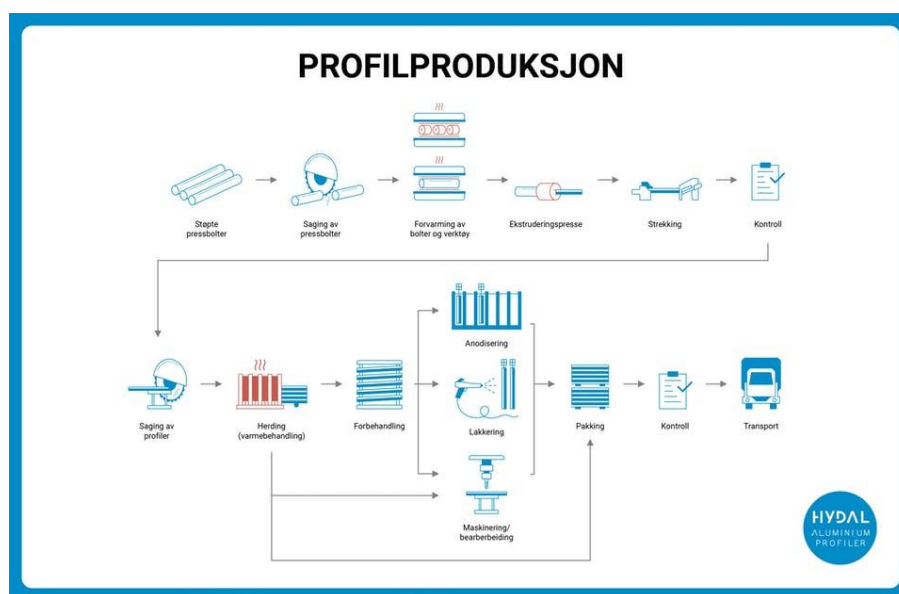 PROFILPRODUKSJON
Støpte
pressbolter
Saging av
pressbolter
Forvarming av
bolter og verktøy
Ekstruderingspresse
Strekking
Kontroll
Anodisering
Saging av
profiler
Herding
(varmebehandling)
Forbehandling
Lakkering
Pakking
Kontroll
Transport
Maskinering/
bearberbeiding
HYDAL
ALUMINIUM
PROFILER